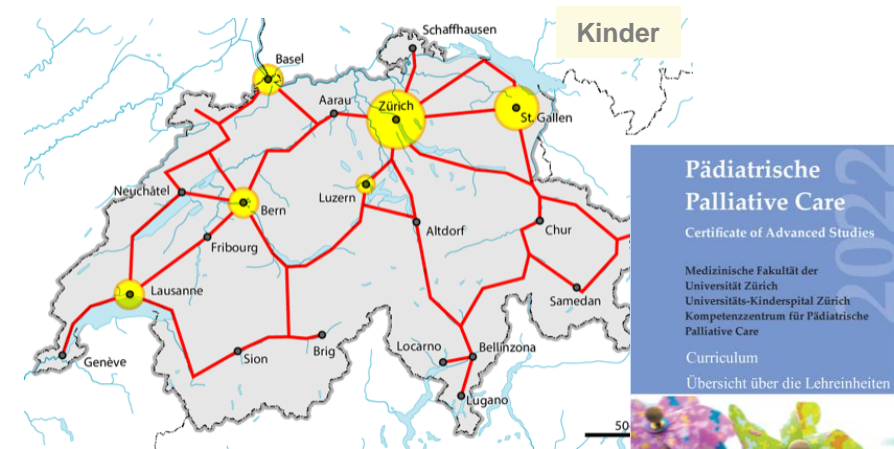 Kinder
Schaffhausen
Basel
Aarau
Zürich
St. Gallen
Neuchâtel
Luzern
Bern
Fribourg
Altdorf
Chur
Lausanne
Samedan
Genève
Sion
Brig
Locarno
Bellinzona
Lugano
50
2022
Pädiatrische
Palliative Care
Certificate of Advanced Studies
Medizinische Fakultät der
Universität Zürich
Universitäts-Kinderspital Zürich
Kompetenzzentrum für Pädiatrische
Palliative Care
Curriculum
Übersicht über die Lehreinheiten